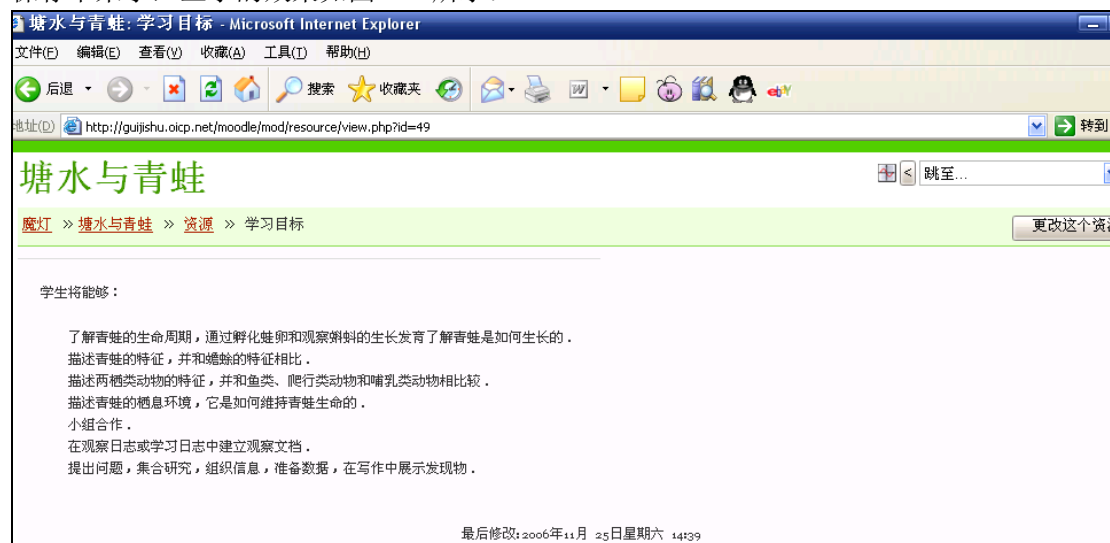 塘水与青蛙: 学习目标 - Microsoft Internet Explorer
文件(F) 编辑(E) 查看(V) 收藏(A) 工具(T) 帮助(H)
后退 搜索 收藏夹 ebY
地址(D) http://guijishu.oicp.net/moodle/mod/resource/view.php?id=49 转到
塘水与青蛙 < 跳至...
魔灯 » 塘水与青蛙 » 资源 » 学习目标 更改这个资
学生将能够：
了解青蛙的生命周期，通过孵化蛙卵和观察蝌蚪的生长发育了解青蛙是如何生长的．
描述青蛙的特征，并和蟾蜍的特征相比．
描述两栖类动物的特征，并和鱼类、爬行类动物和哺乳类动物相比较．
描述青蛙的栖息环境，它是如何维持青蛙生命的．
小组合作．
在观察日志或学习日志中建立观察文档．
提出问题，集合研究，组织信息，准备数据，在写作中展示发现物．
最后修改: 2006年11月 25日星期六 14:39